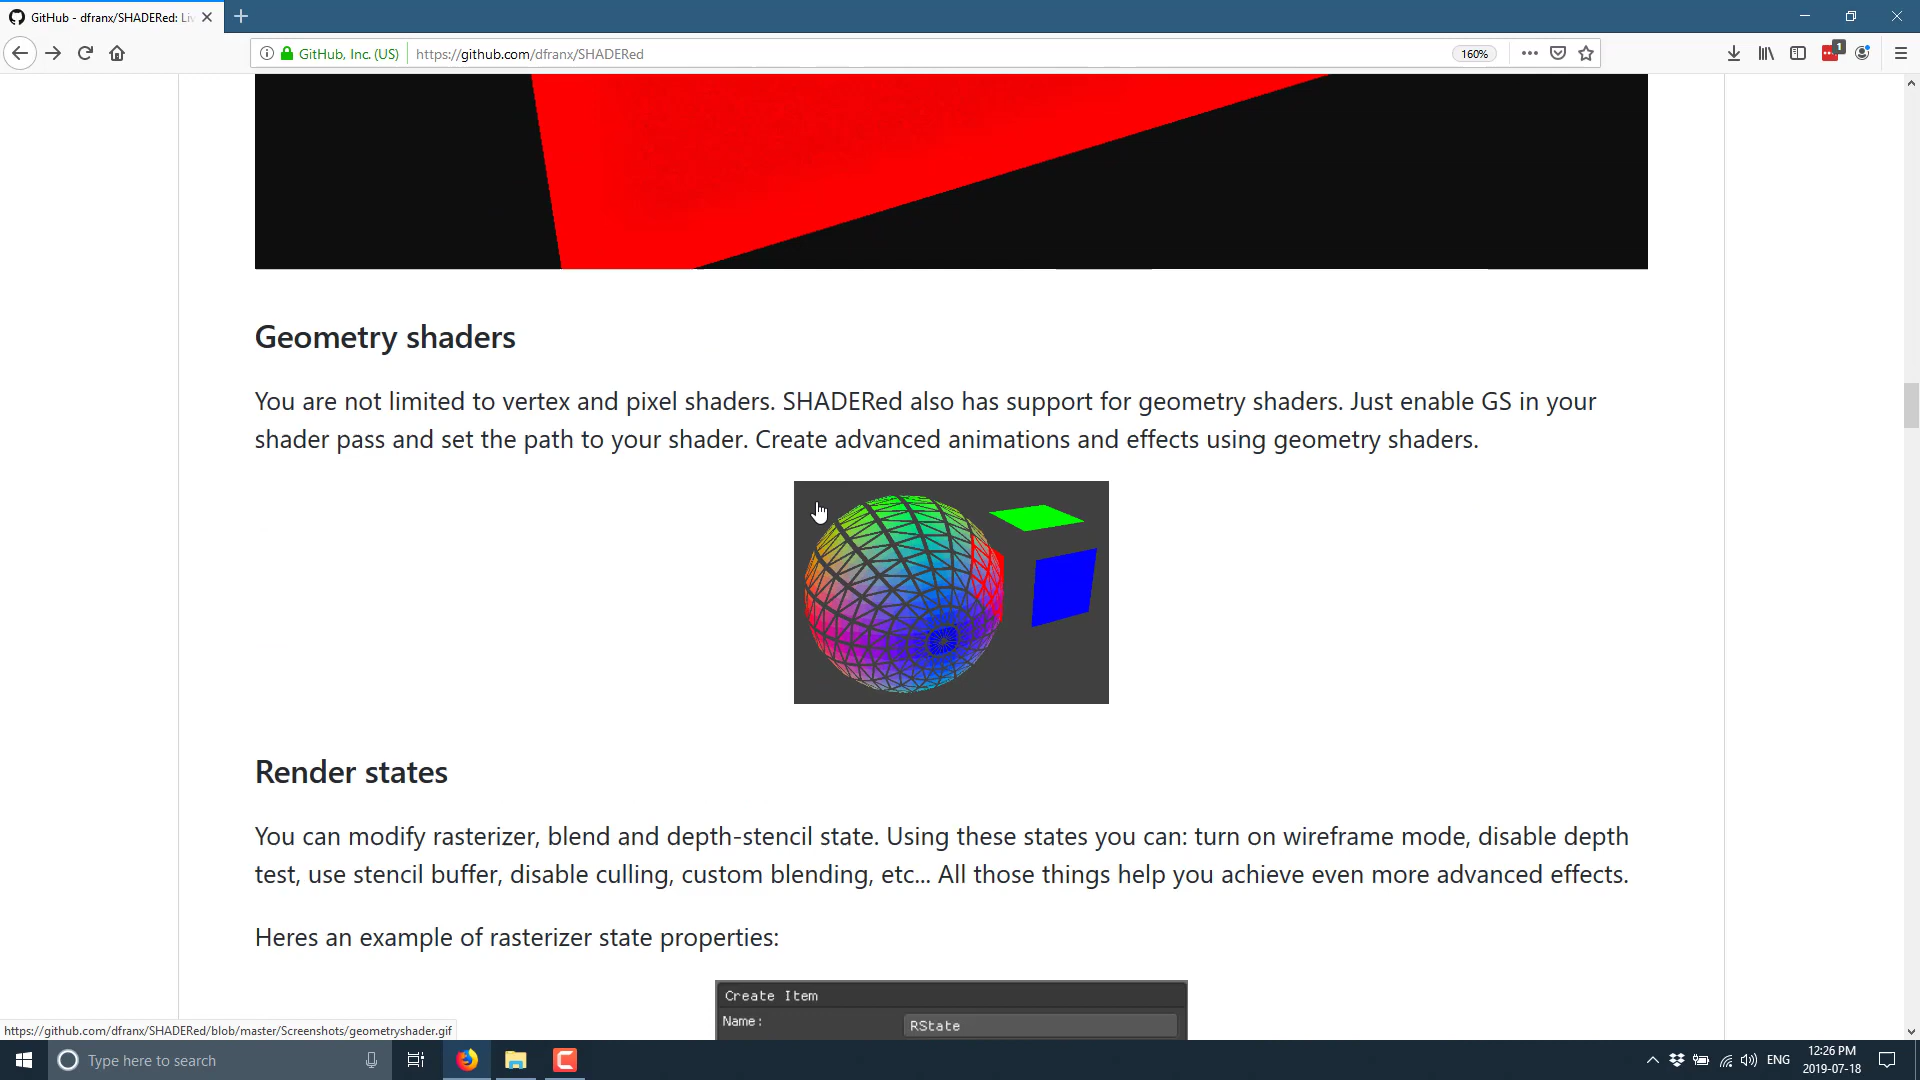 GitHub - dfranx/SHADERed: Li
GitHub, Inc. (US)
https://github.com/dfranx/SHADERed
160%
1
Geometry shaders
You are not limited to vertex and pixel shaders. SHADERed also has support for geometry shaders. Just enable GS in your
shader pass and set the path to your shader. Create advanced animations and effects using geometry shaders.
Render states
You can modify rasterizer, blend and depth-stencil state. Using these states you can: turn on wireframe mode, disable depth
test, use stencil buffer, disable culling, custom blending, etc... All those things help you achieve even more advanced effects.
Heres an example of rasterizer state properties:
Create Item
Name:
RState
https://github.com/dfranx/SHADERed/blob/master/Screenshots/geometryshader.gif
Type here to search
ENG
12:26 PM
2019-07-18